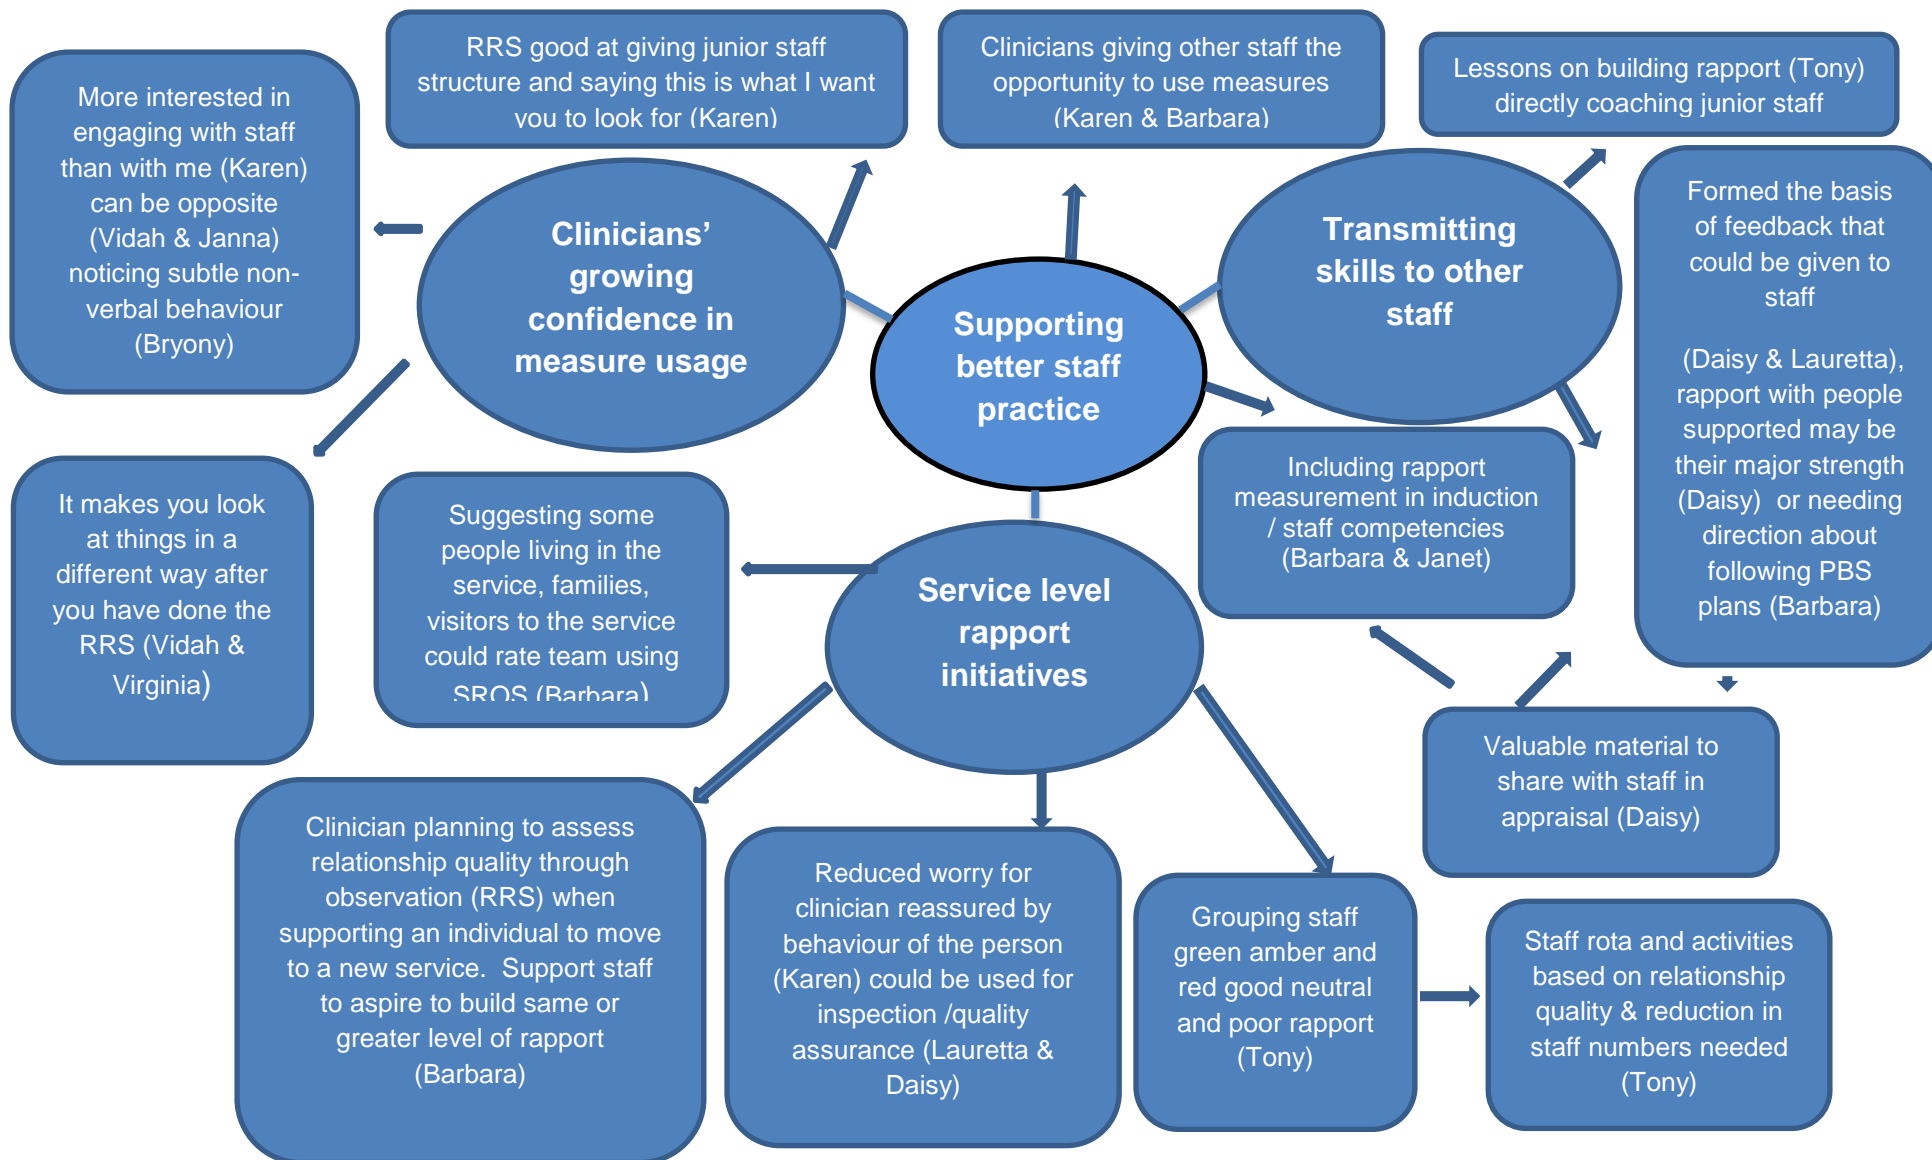 RRS good at giving junior staff
structure and saying this is what I want
you to look for (Karen)
Clinicians giving other staff the
opportunity to use measures
(Karen & Barbara)
Lessons on building rapport (Tony)
directly coaching junior staff
More interested in
engaging with staff
than with me (Karen)
can be opposite
(Vidah & Janna)
noticing subtle non-
verbal behaviour
(Bryony)
Clinicians’
growing
confidence in
measure usage
Supporting
better staff
practice
Transmitting
skills to other
staff
Formed the basis
of feedback that
could be given to
staff
(Daisy & Lauretta),
rapport with people
supported may be
their major strength
(Daisy)  or needing
direction about
following PBS
plans (Barbara)
It makes you look
at things in a
different way after
you have done the
RRS (Vidah &
Virginia)
Suggesting some
people living in the
service, families,
visitors to the service
could rate team using
SROS (Barbara)
Service level
rapport
initiatives
Including rapport
measurement in induction
/ staff competencies
(Barbara & Janet)
Valuable material to
share with staff in
appraisal (Daisy)
Clinician planning to assess
relationship quality through
observation (RRS) when
supporting an individual to move
to a new service.  Support staff
to aspire to build same or
greater level of rapport
(Barbara)
Reduced worry for
clinician reassured by
behaviour of the person
(Karen) could be used for
inspection /quality
assurance (Lauretta &
Daisy)
Grouping staff
green amber and
red good neutral
and poor rapport
(Tony)
Staff rota and activities
based on relationship
quality & reduction in
staff numbers needed
(Tony)